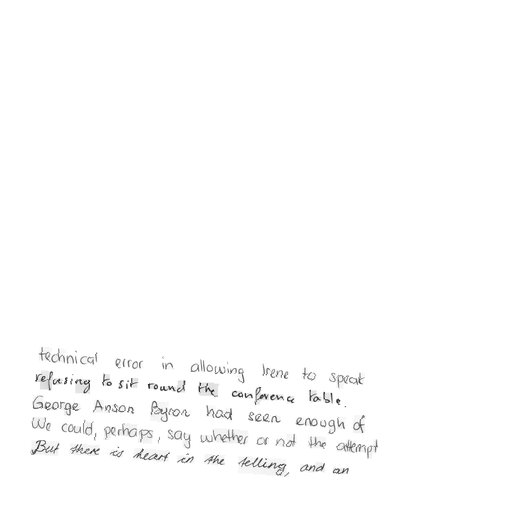 technical error in allowing Irene to speak
refusing to sit round the conference table.
George Anson Byron had seen enough of
We could, perhaps, say whether or not the attempt
But there is heart in the telling, and an